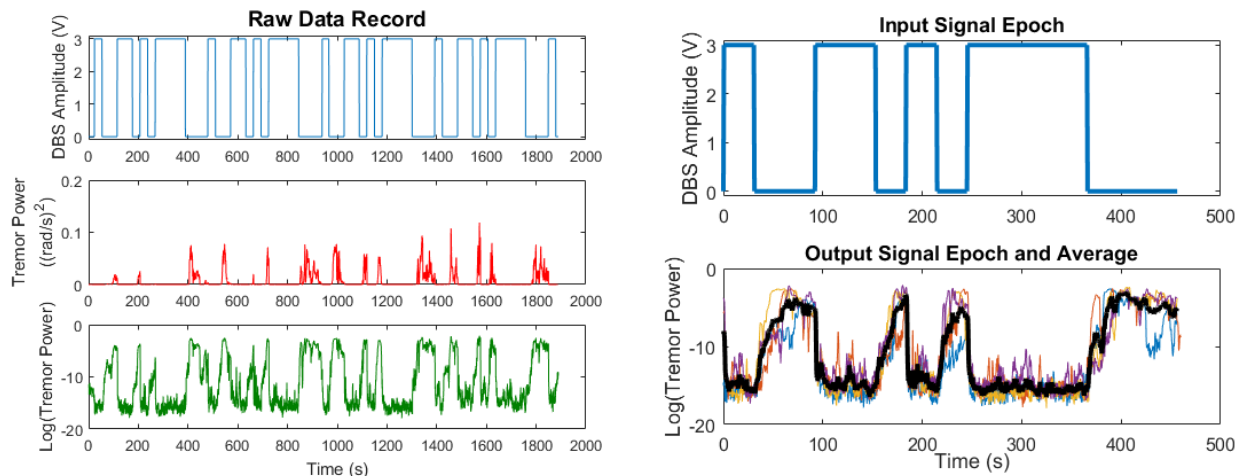 Raw Data Record
DBS Amplitude (V)
3
2
1
0
0 200 400 600 800 1000 1200 1400 1600 1800 2000
Tremor Power
((rad/s)²)
0.2
0.1
0
0 200 400 600 800 1000 1200 1400 1600 1800 2000
Log(Tremor Power)
0
-10
-20
0 200 400 600 800 1000 1200 1400 1600 1800 2000
Time (s)
Input Signal Epoch
DBS Amplitude (V)
3
2
1
0
0 100 200 300 400 500
Output Signal Epoch and Average
Log(Tremor Power)
0
-10
-20
0 100 200 300 400 500
Time (s)